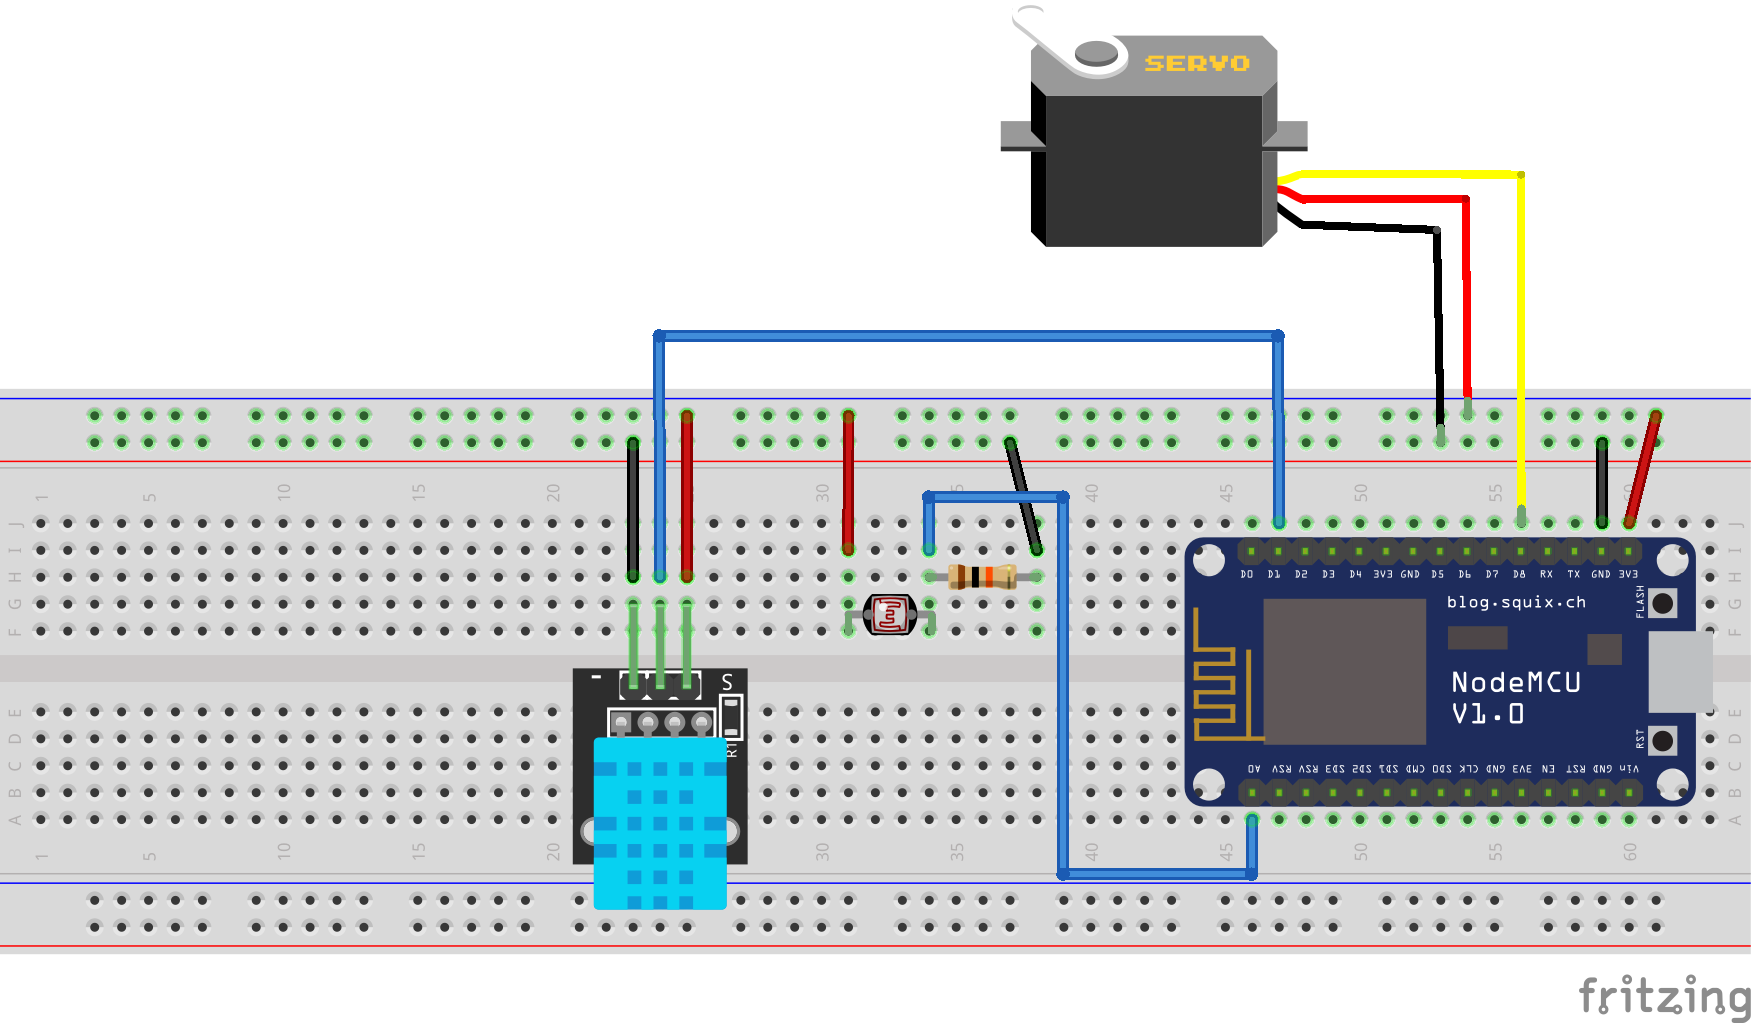 SERVO
1 5 10 15 20 30 35 40 45 50 55 60
J J
I I
H H
G G
F F
D0 D1 D2 D3 D4 3V3 GND D5 D6 D7 D8 RX TX GND 3V3
blog.squix.ch
FLASH
NodeMCU
V1.0
RST
- S
R1
E E
D D
C C
B B
A A
A0 RSV RSV SD3 SD2 SD1 CMD SD0 CLK GND 3V3 EN RST GND Vin
1 5 10 15 20 30 35 40 45 50 55 60
fritzing